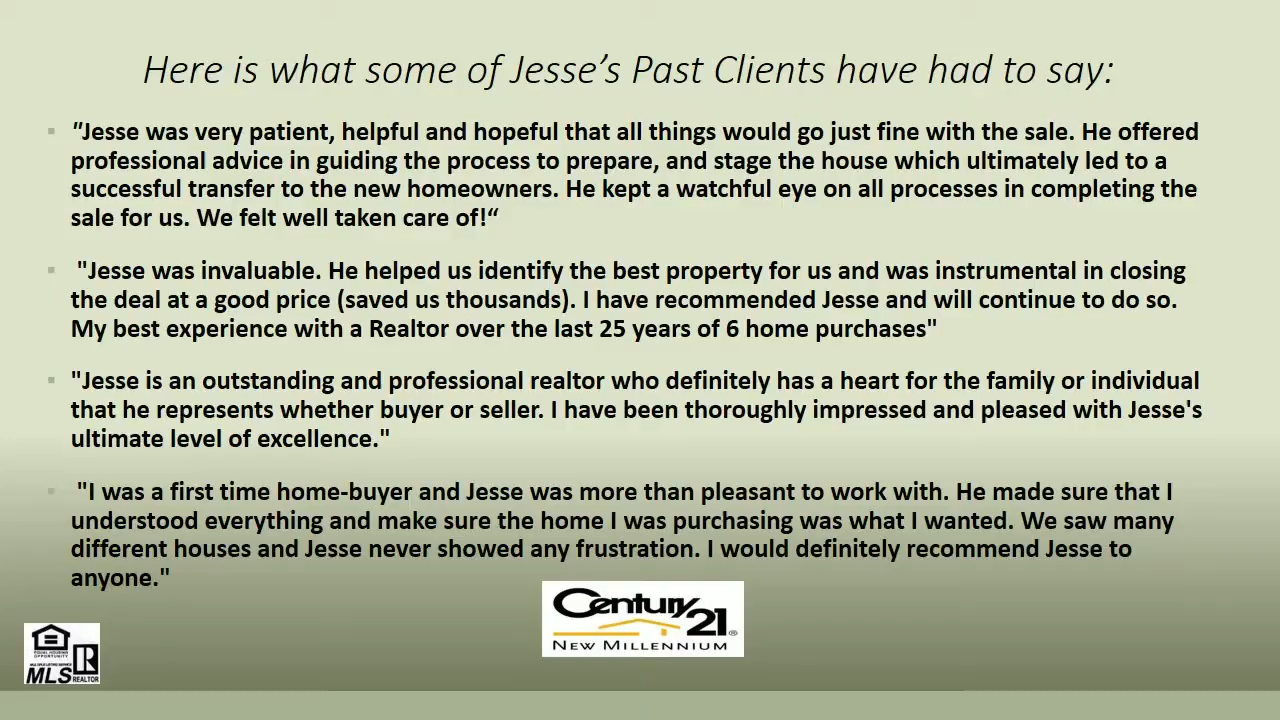 Here is what some of Jesse’s Past Clients have had to say:
"Jesse was very patient, helpful and hopeful that all things would go just fine with the sale. He offered
professional advice in guiding the process to prepare, and stage the house which ultimately led to a
successful transfer to the new homeowners. He kept a watchful eye on all processes in completing the
sale for us. We felt well taken care of!“
"Jesse was invaluable. He helped us identify the best property for us and was instrumental in closing
the deal at a good price (saved us thousands). I have recommended Jesse and will continue to do so.
My best experience with a Realtor over the last 25 years of 6 home purchases"
"Jesse is an outstanding and professional realtor who definitely has a heart for the family or individual
that he represents whether buyer or seller. I have been thoroughly impressed and pleased with Jesse's
ultimate level of excellence."
"I was a first time home-buyer and Jesse was more than pleasant to work with. He made sure that I
understood everything and make sure the home I was purchasing was what I wanted. We saw many
different houses and Jesse never showed any frustration. I would definitely recommend Jesse to
anyone."
Century 21®
NEW MILLENNIUM
EQUAL HOUSING
OPPORTUNITY
MULTIPLE LISTING SERVICE
MLS
R
REALTOR